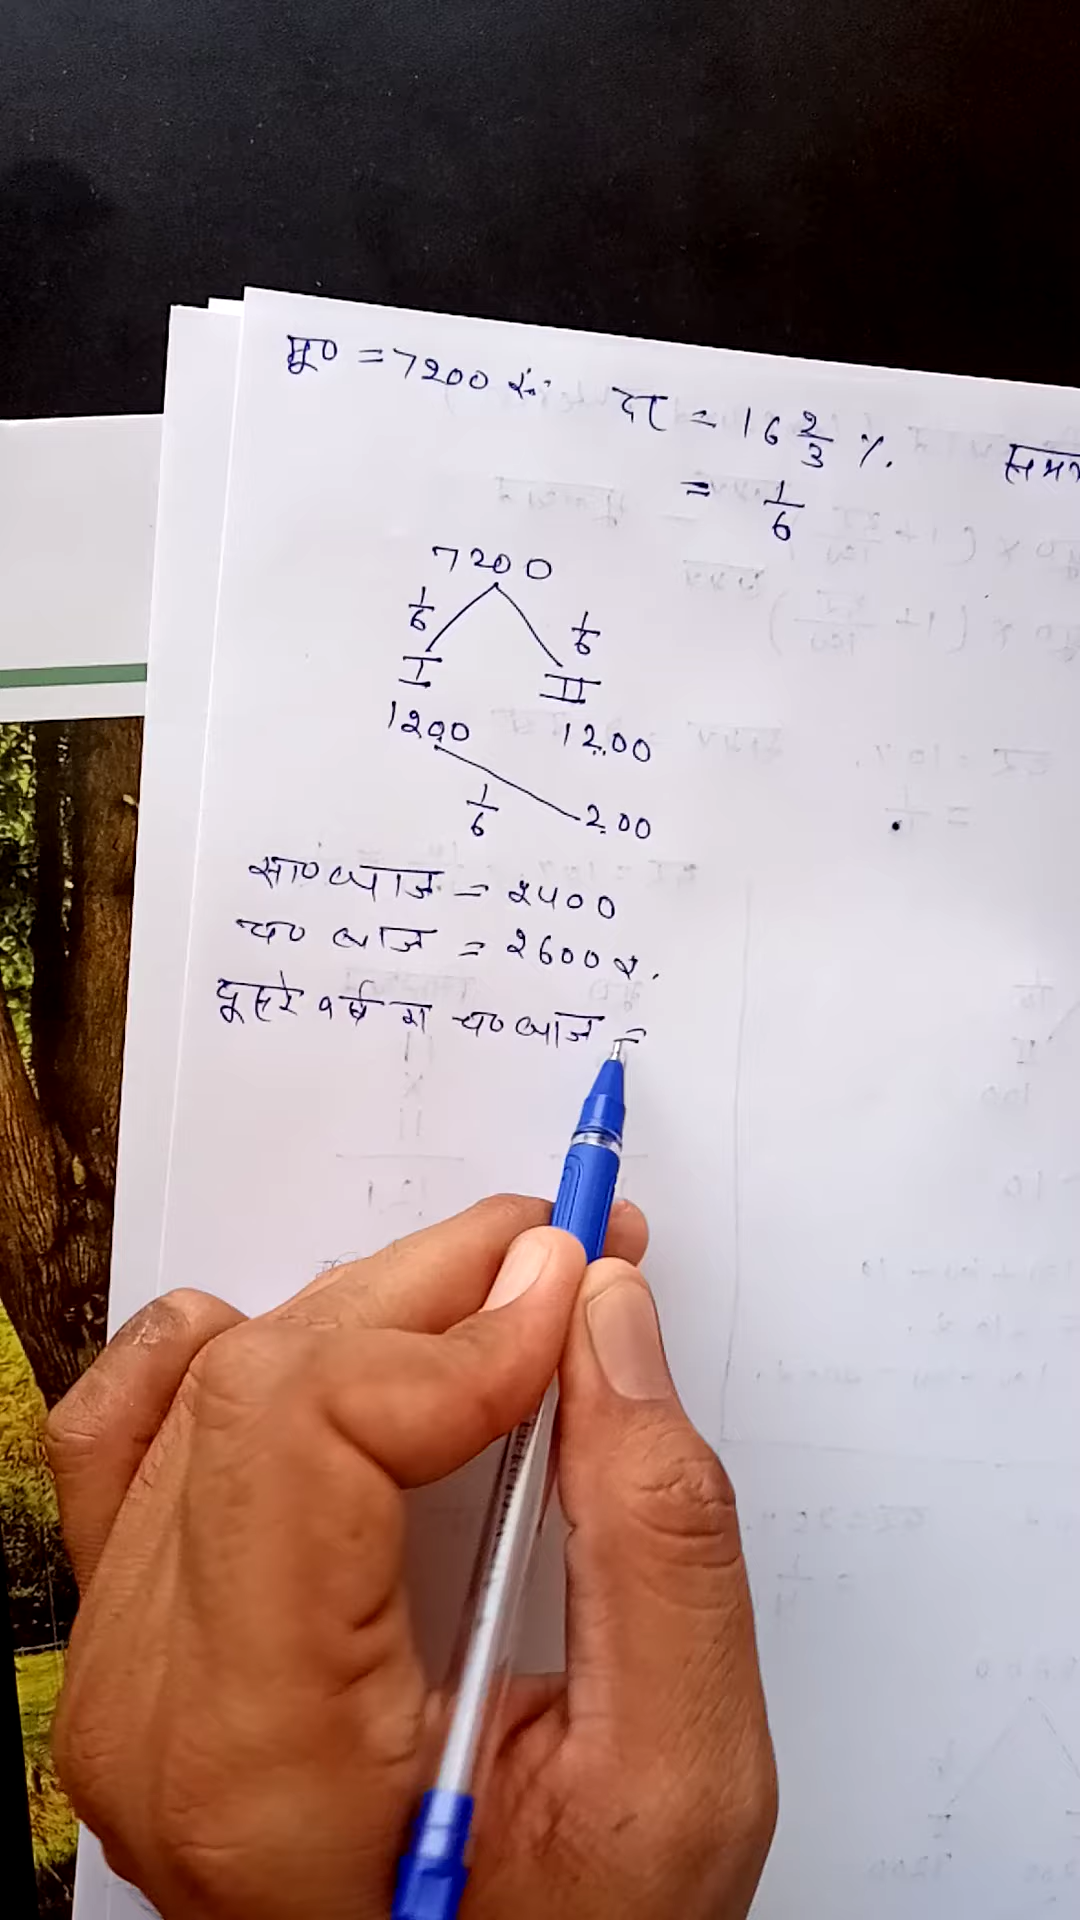 मू० = 7200 रु० दर = 16 2/3 %. समय
= 1/6
7200
1/6 1/6
I II
1200 1200
1/6 200
सा० ब्याज = 2400
च० ब्याज = 2600 रु.
दूसरे वर्ष का च० ब्याज =